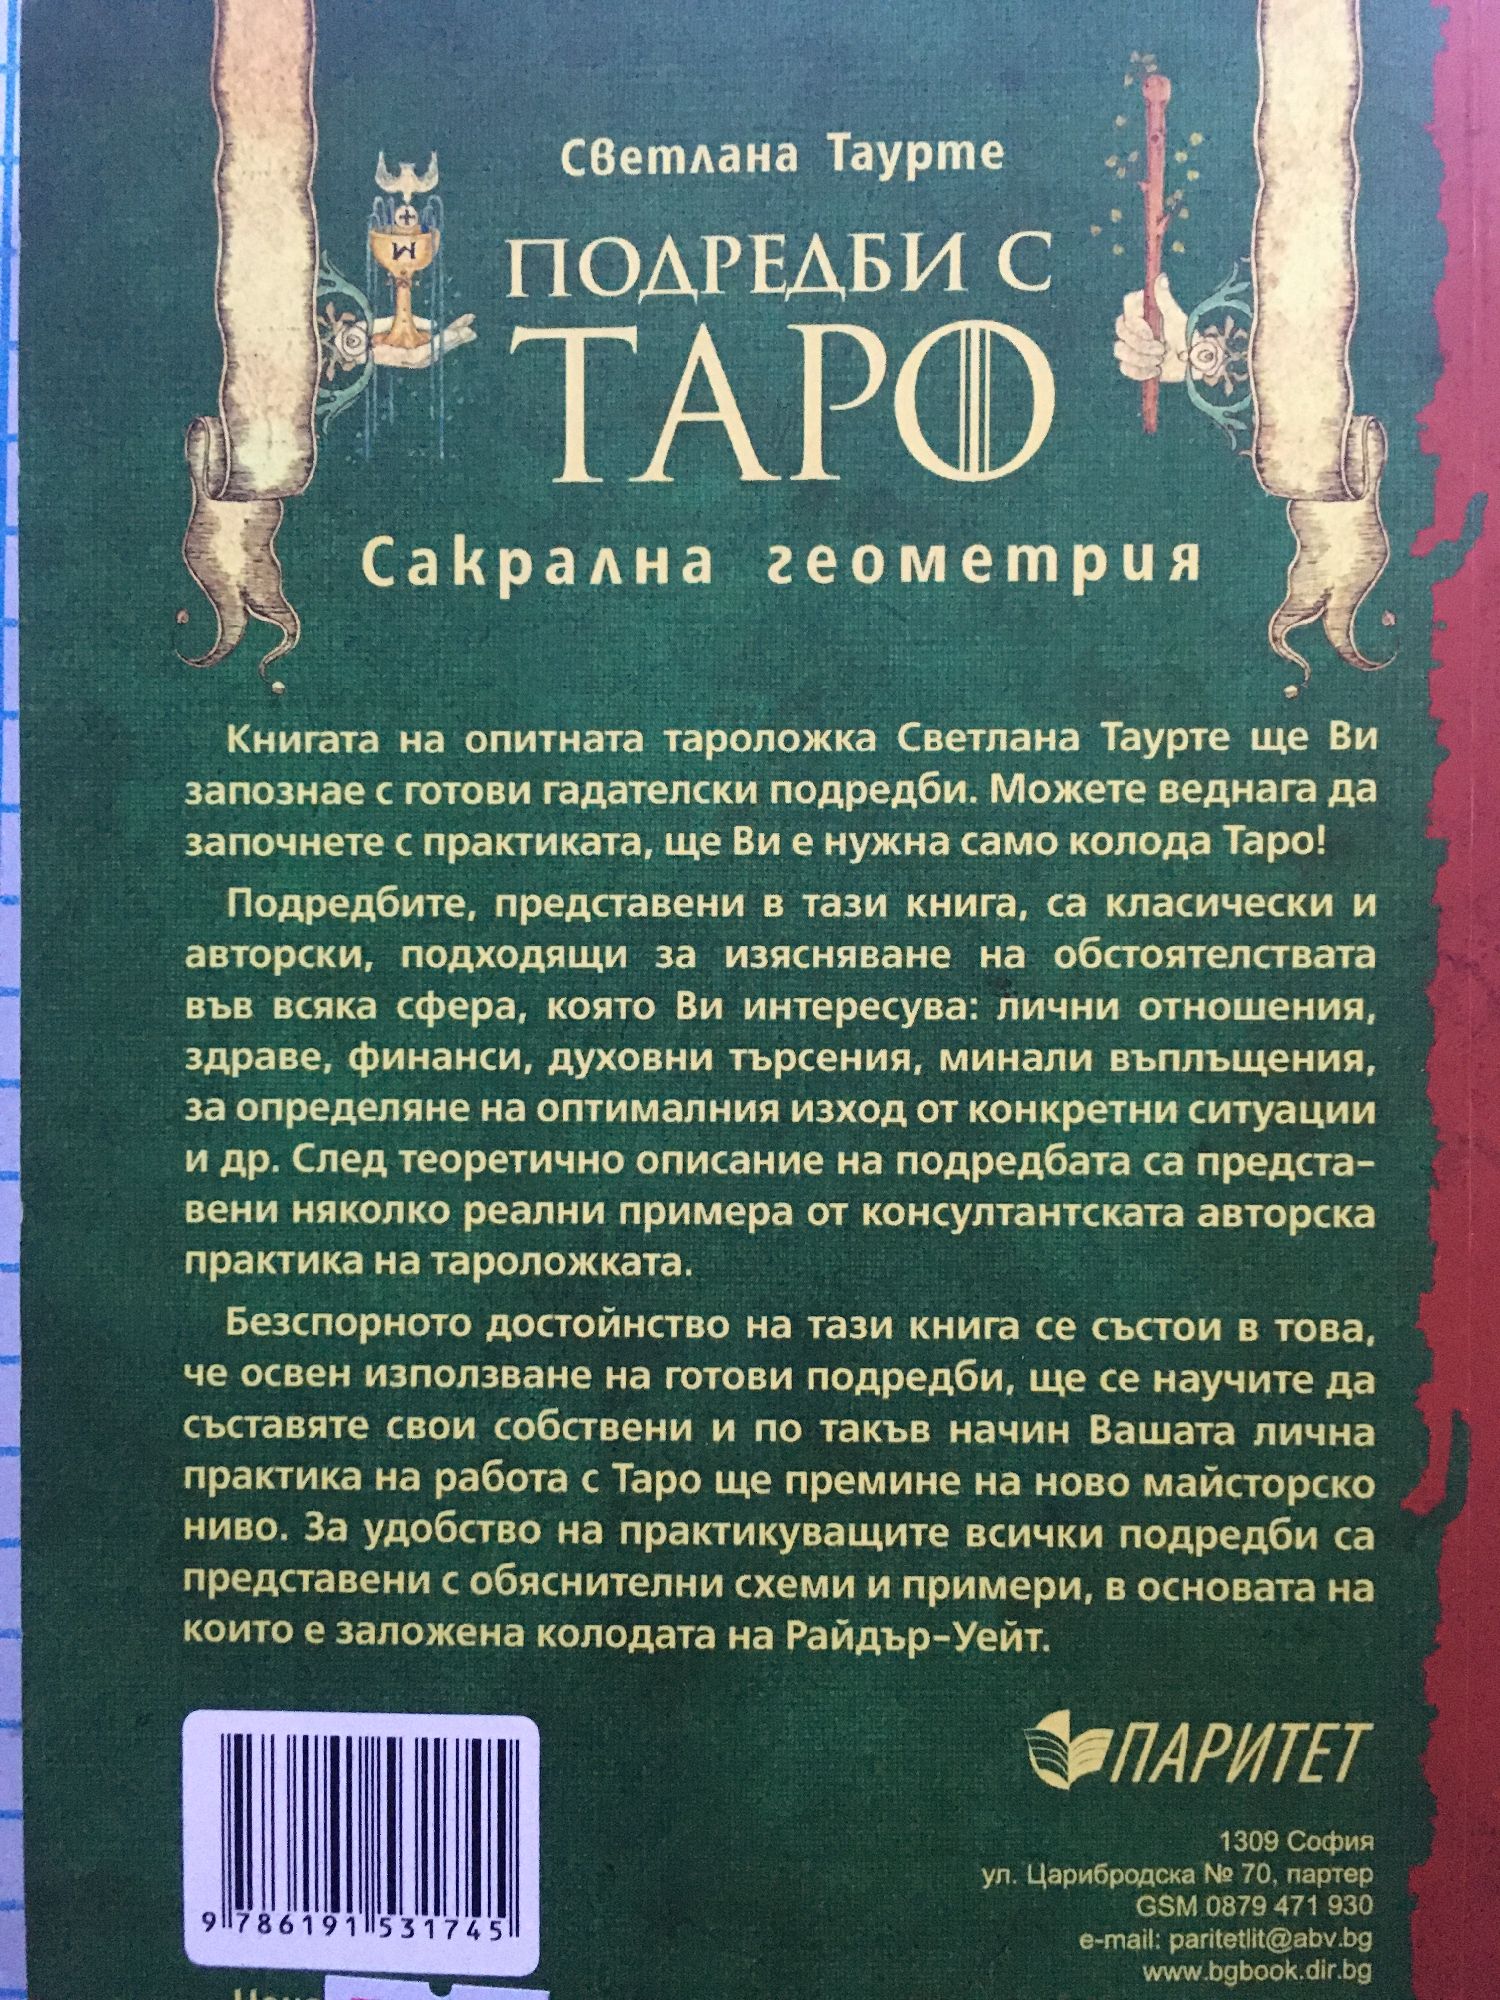 Светлана Таурте
ПОДРЕДБИ С
ТАРО
Сакрална геометрия
Книгата на опитната тароложка Светлана Таурте ще Ви
запознае с готови гадателски подредби. Можете веднага да
започнете с практиката, ще Ви е нужна само колода Таро!
Подредбите, представени в тази книга, са класически и
авторски, подходящи за изясняване на обстоятелствата
във всяка сфера, която Ви интересува: лични отношения,
здраве, финанси, духовни търсения, минали въплъщения,
за определяне на оптималния изход от конкретни ситуации
и др. След теоретично описание на подредбата са предста-
вени няколко реални примера от консултантската авторска
практика на тароложката.
Безспорното достойнство на тази книга се състои в това,
че освен използване на готови подредби, ще се научите да
съставяте свои собствени и по такъв начин Вашата лична
практика на работа с Таро ще премине на ново майсторско
ниво. За удобство на практикуващите всички подредби са
представени с обяснителни схеми и примери, в основата на
които е заложена колодата на Райдър-Уейт.
ПАРИТЕТ
1309 София
ул. Царибродска № 70, партер
GSM 0879 471 930
e-mail: paritetlit@abv.bg
www.bgbook.dir.bg
9 786191 531745